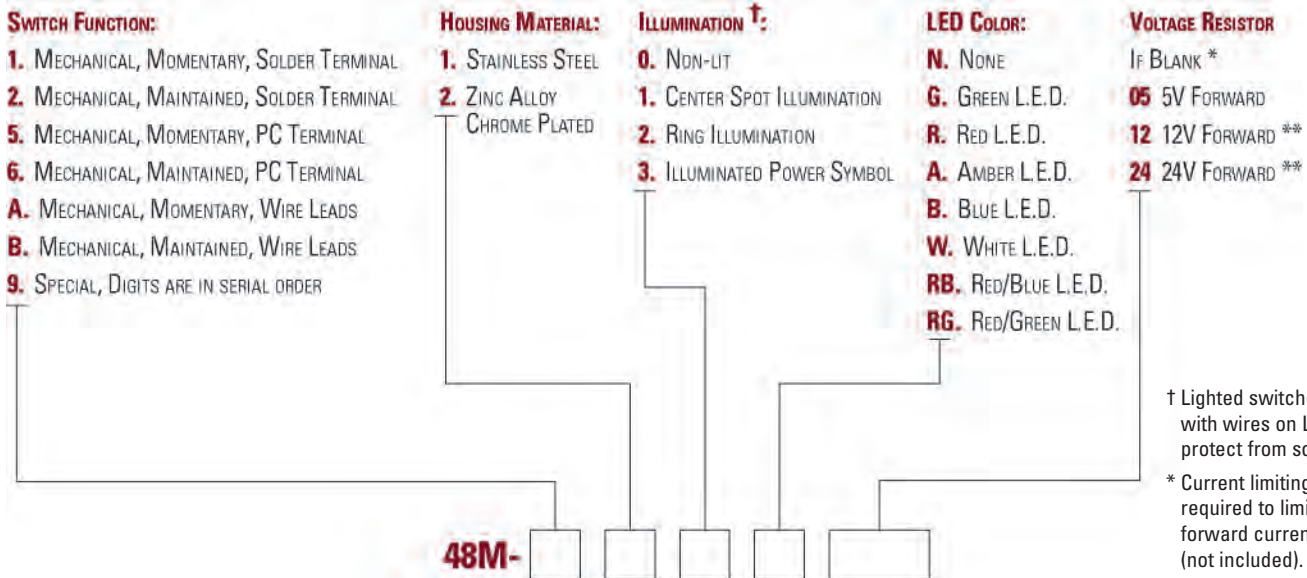 Switch Function:
1. Mechanical, Momentary, Solder Terminal
2. Mechanical, Maintained, Solder Terminal
5. Mechanical, Momentary, PC Terminal
6. Mechanical, Maintained, PC Terminal
A. Mechanical, Momentary, Wire Leads
B. Mechanical, Maintained, Wire Leads
9. Special, Digits are in serial order
Housing Material:
1. Stainless Steel
2. Zinc Alloy
Chrome Plated
Illumination †:
0. Non-lit
1. Center Spot Illumination
2. Ring Illumination
3. Illuminated Power Symbol
LED Color:
N. None
G. Green L.E.D.
R. Red L.E.D.
A. Amber L.E.D.
B. Blue L.E.D.
W. White L.E.D.
RB. Red/Blue L.E.D.
RG. Red/Green L.E.D.
Voltage Resistor
If Blank *
05 5V Forward
12 12V Forward **
24 24V Forward **
† Lighted switche
with wires on L
protect from so
* Current limiting
required to limi
forward curren
(not included).
48M-